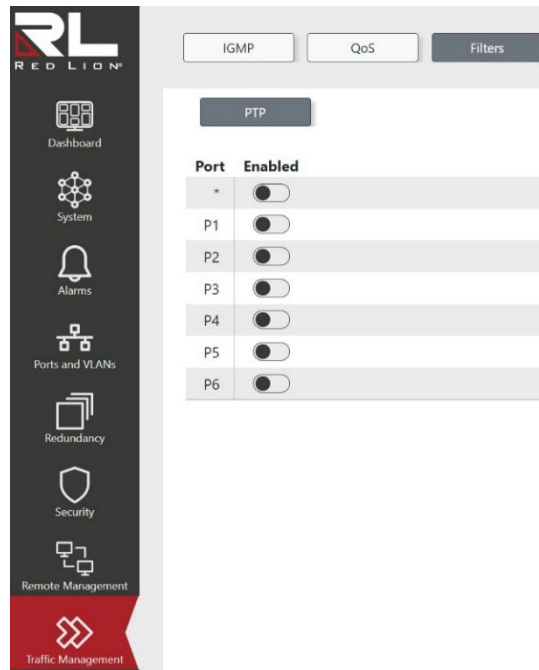 RL
RED LION®
IGMP QoS Filters
PTP
Dashboard
System
Alarms
Ports and VLANs
Redundancy
Security
Remote Management
Traffic Management
Port Enabled
*
P1
P2
P3
P4
P5
P6